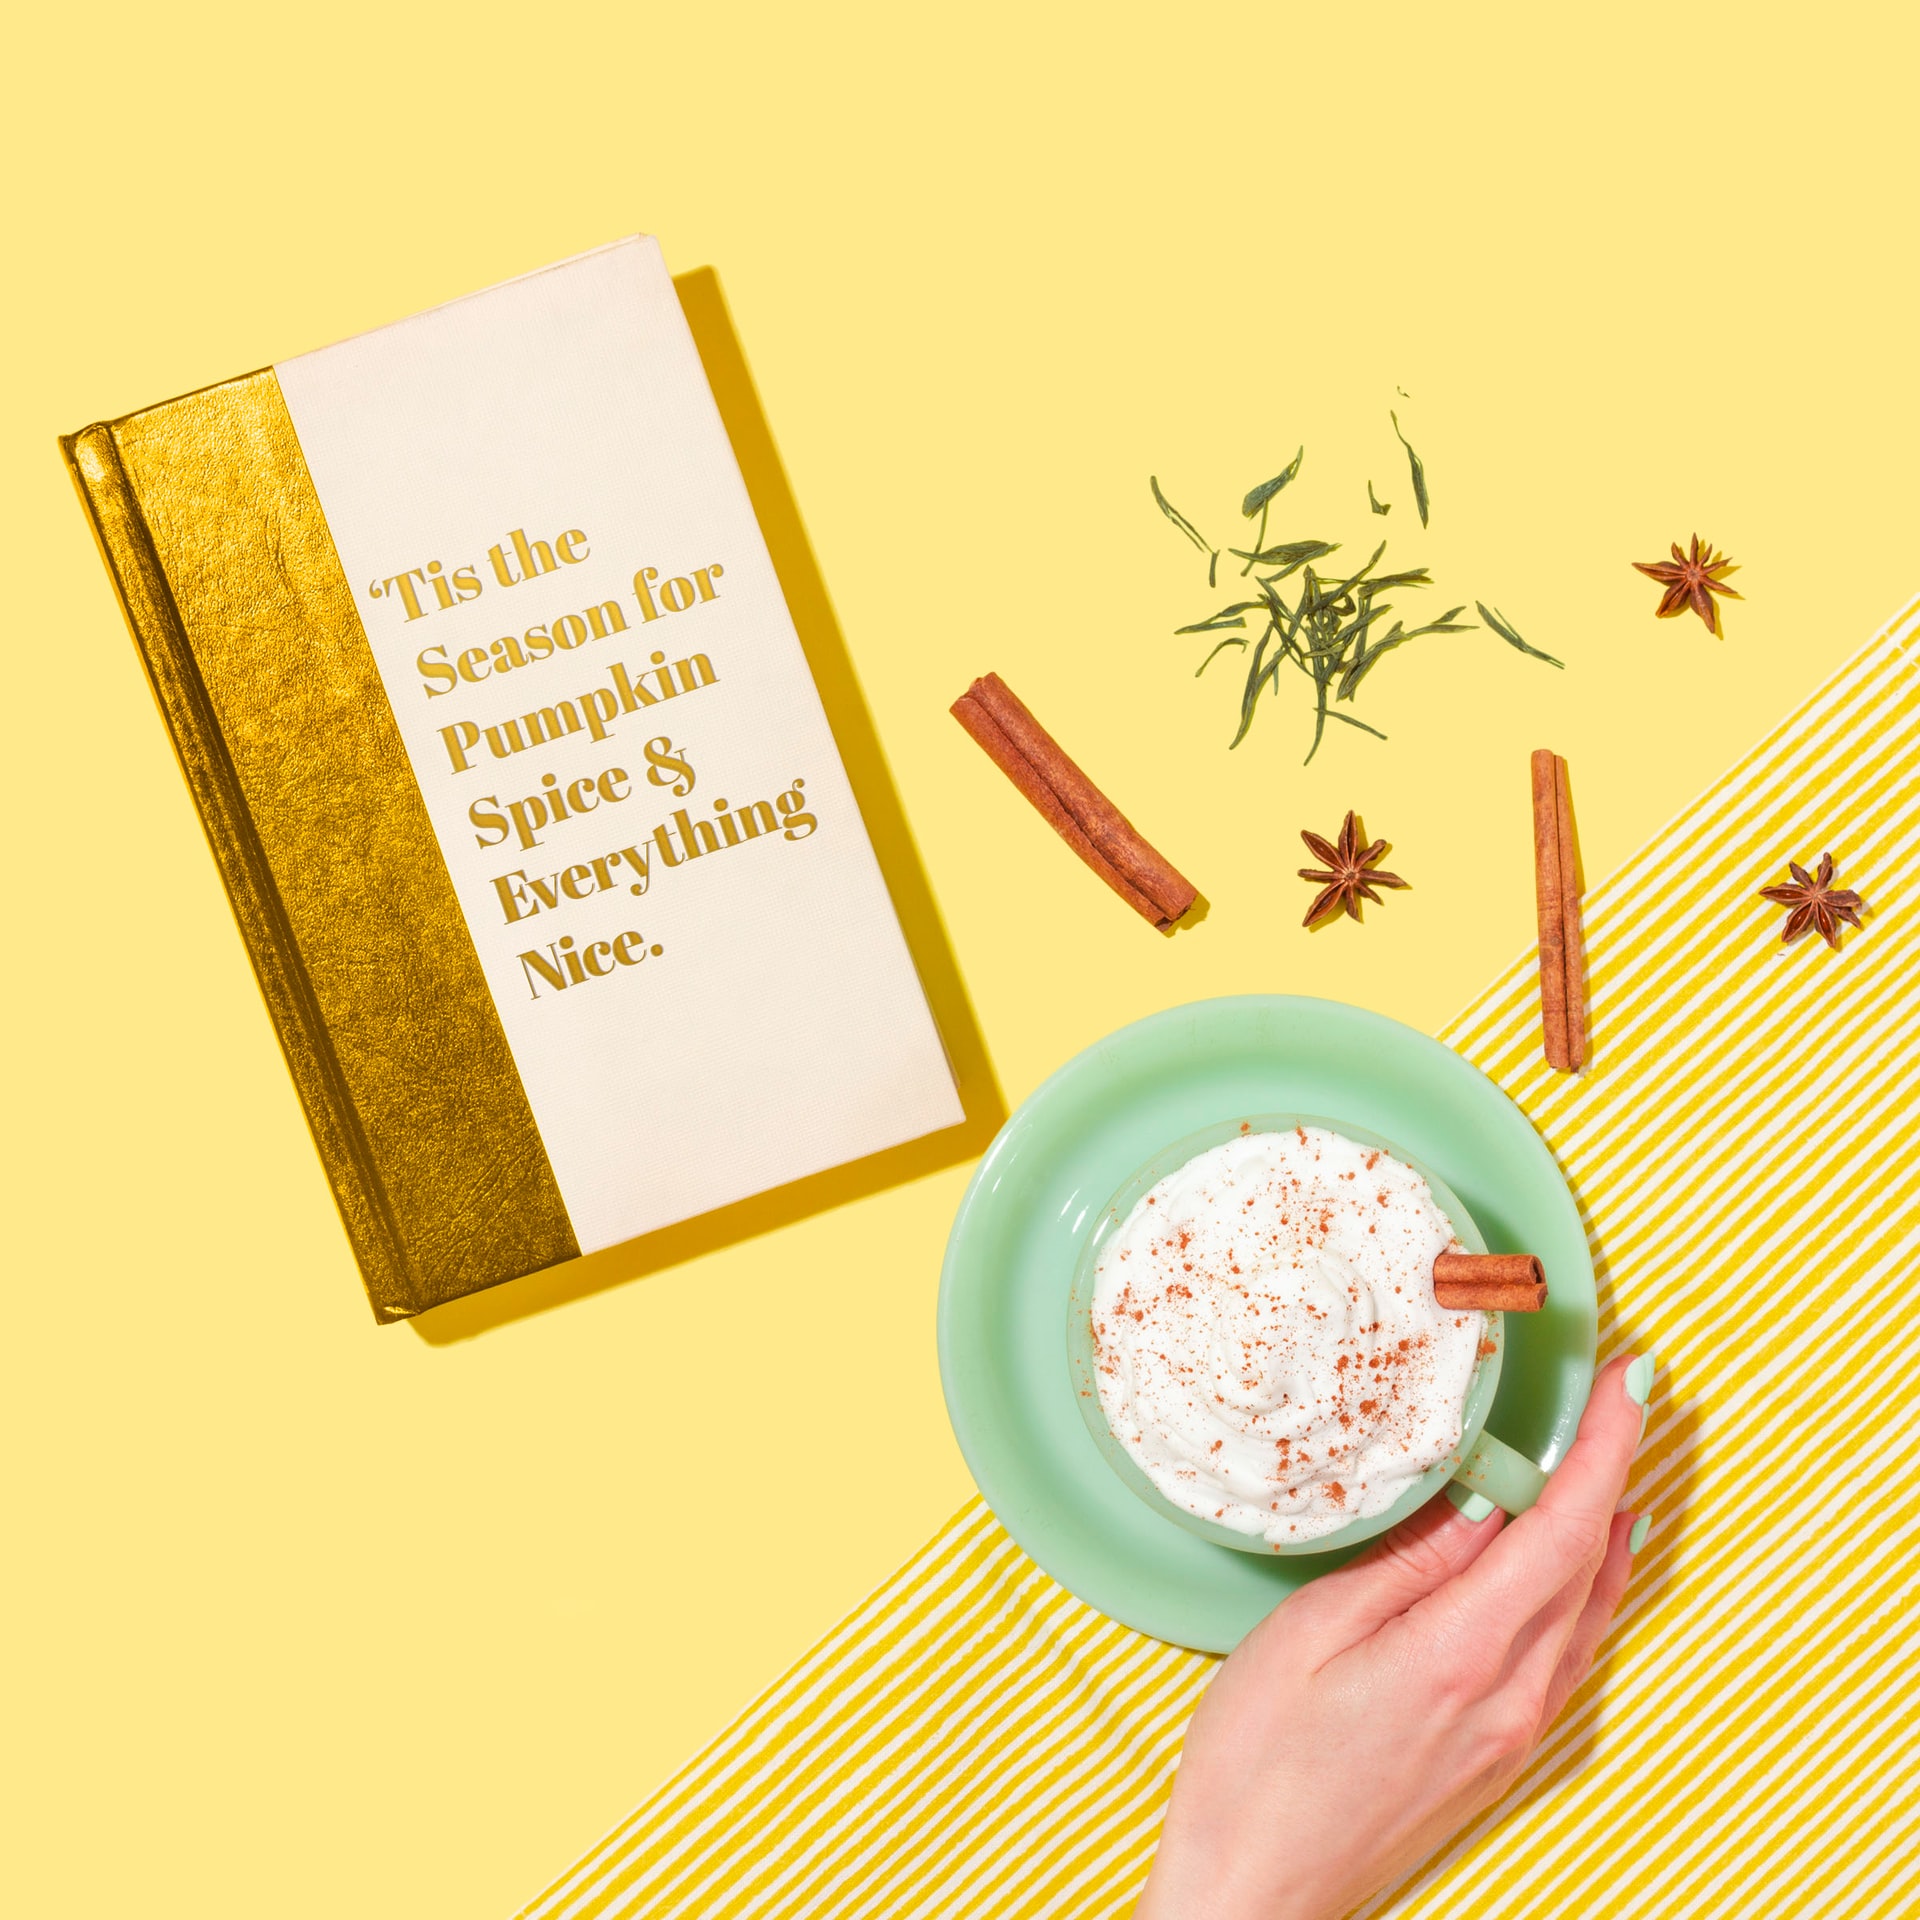 ‘Tis the
Season for
Pumpkin
Spice &
Everything
Nice.